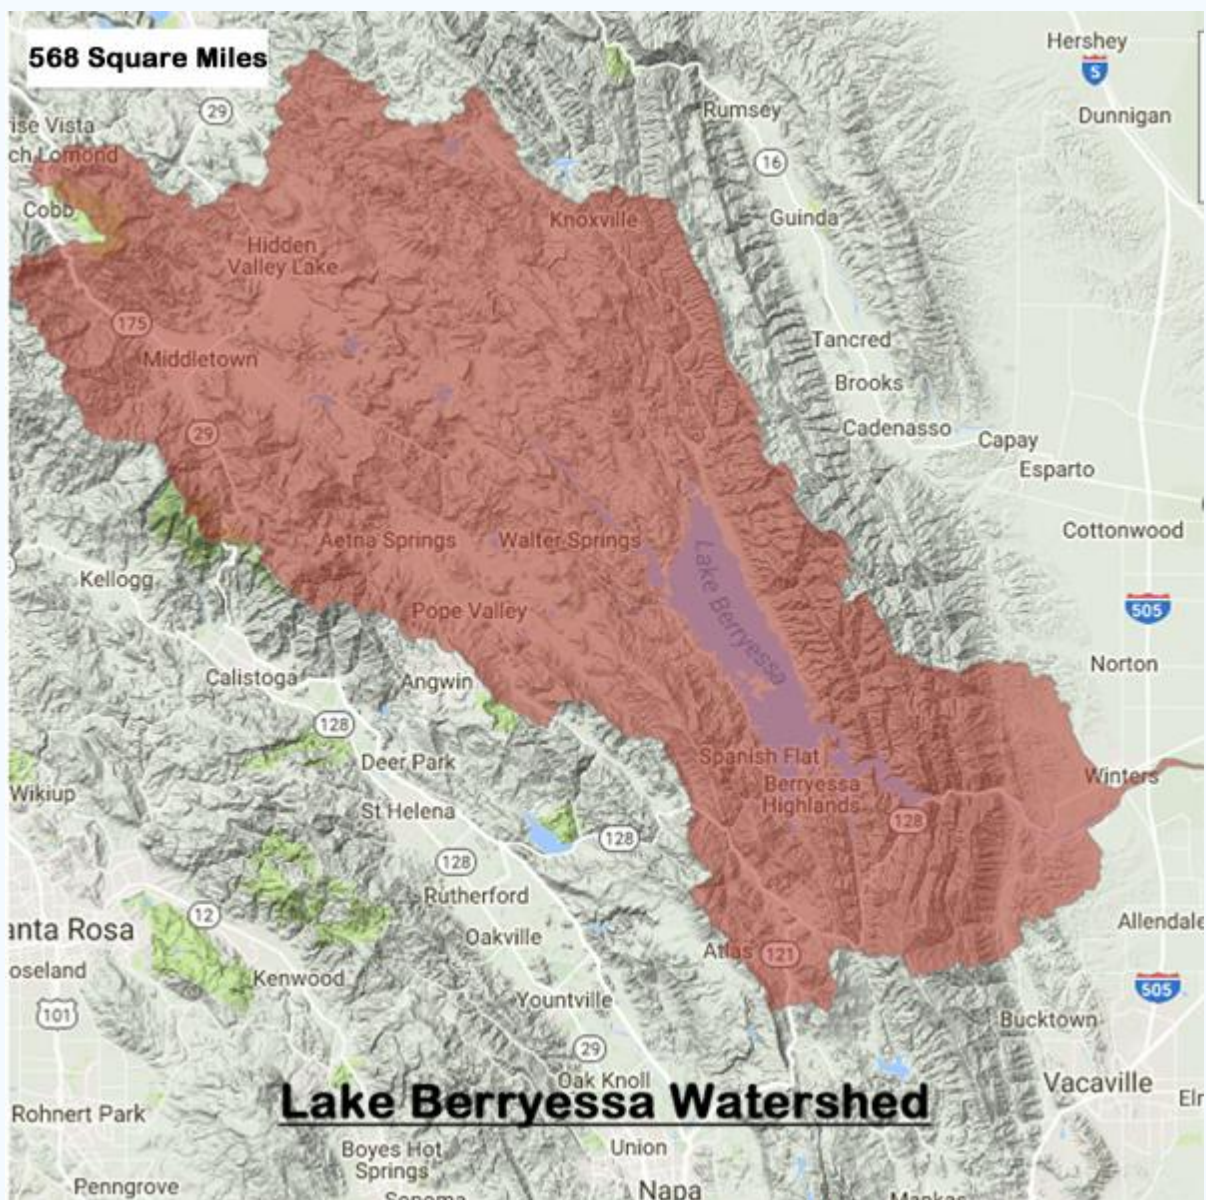 568 Square Miles
Hershey
5
29
Rumsey
Dunnigan
ise Vista
ch Lomond
16
Cobb
Knoxville
Guinda
Hidden
Valley Lake
175
Middletown
Tancred
Brooks
29
Cadenasso
Capay
Esparto
Cottonwood
Aetna Springs
Walter Springs
Lake Berryessa
Kellogg
Pope Valley
505
Norton
Calistoga
Angwin
128
Deer Park
Spanish Flat
Winters
Wikiup
Berryessa
Highlands
St Helena
128
128
128
Rutherford
12
anta Rosa
Oakville
Allendale
Atlas
121
oseland
Kenwood
505
101
Yountville
Bucktown
29
Oak Knoll
Vacaville
Lake Berryessa Watershed
Elm
Rohnert Park
Boyes Hot
Springs
Union
Penngrove
Sonoma
Napa
Mankas